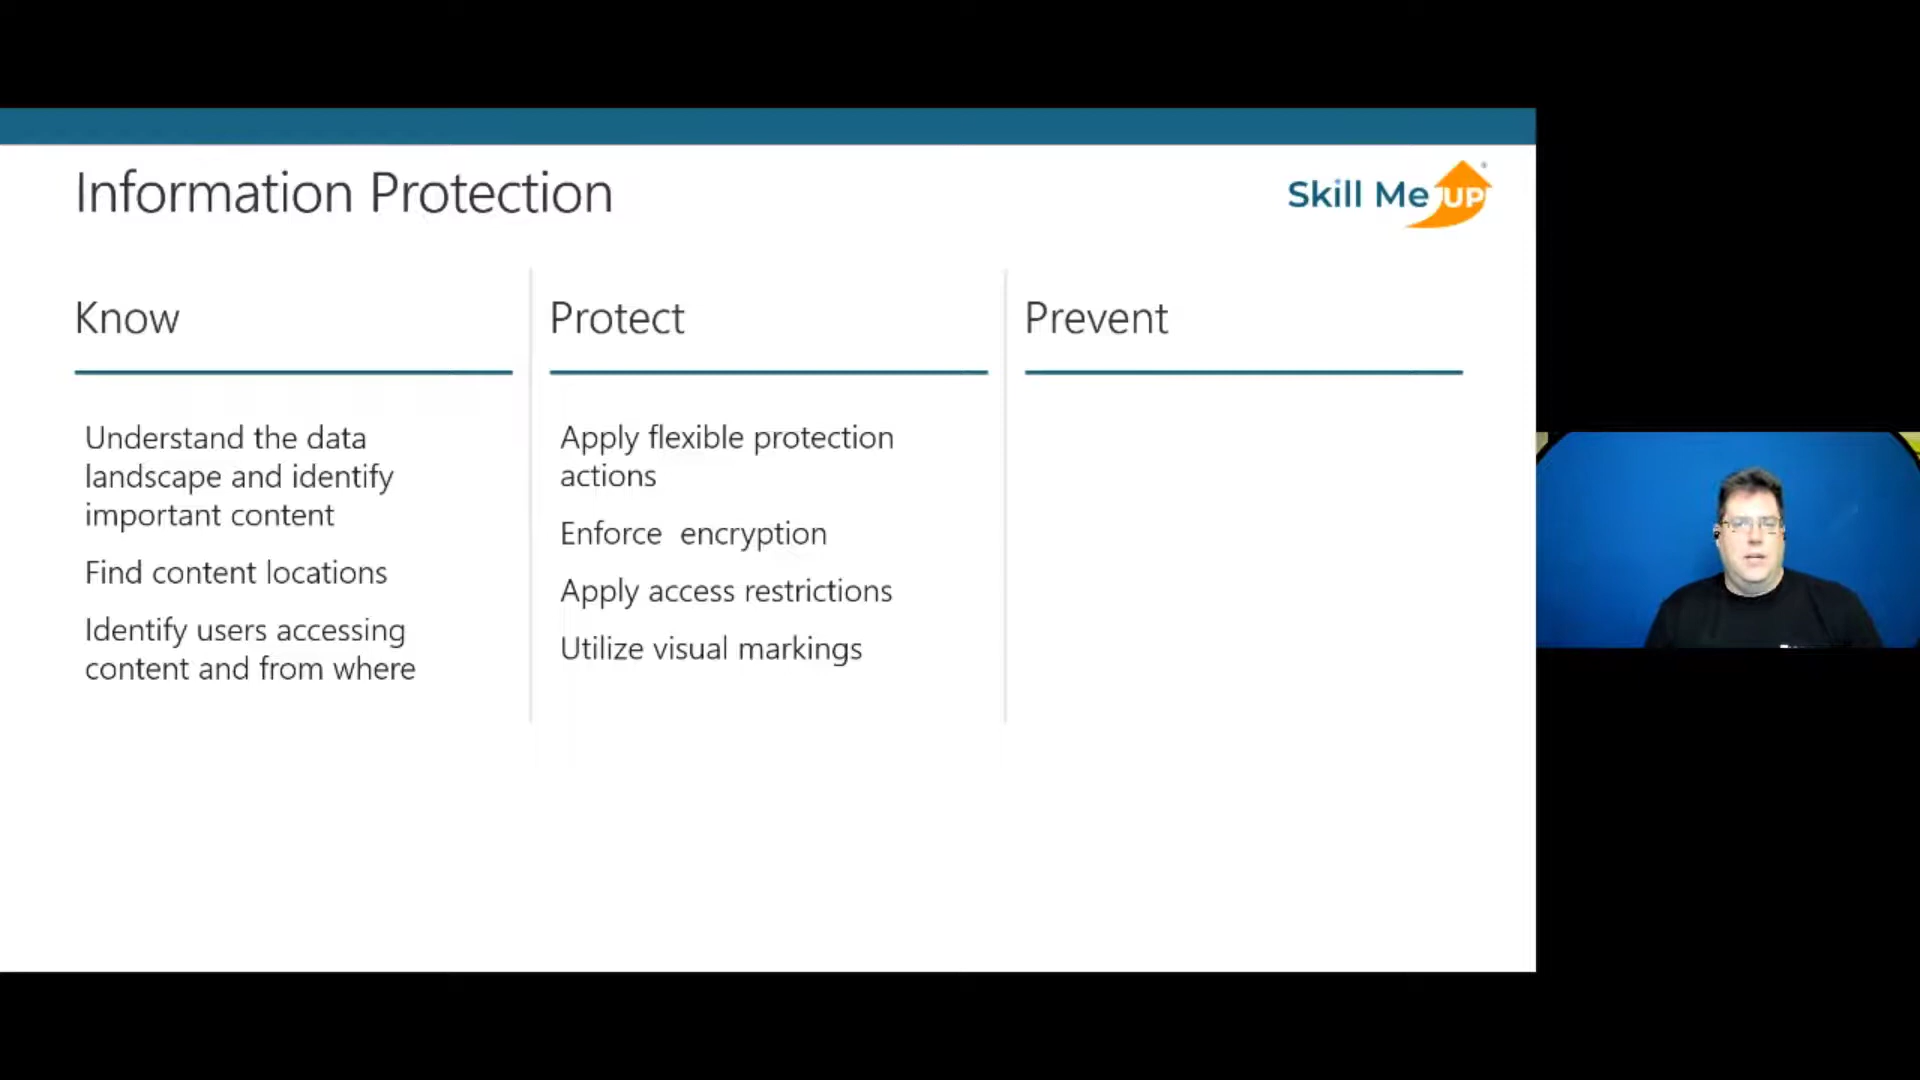 Information Protection
Skill Me UP
Know
Protect
Prevent
Understand the data
landscape and identify
important content
Find content locations
Identify users accessing
content and from where
Apply flexible protection
actions
Enforce  encryption
Apply access restrictions
Utilize visual markings